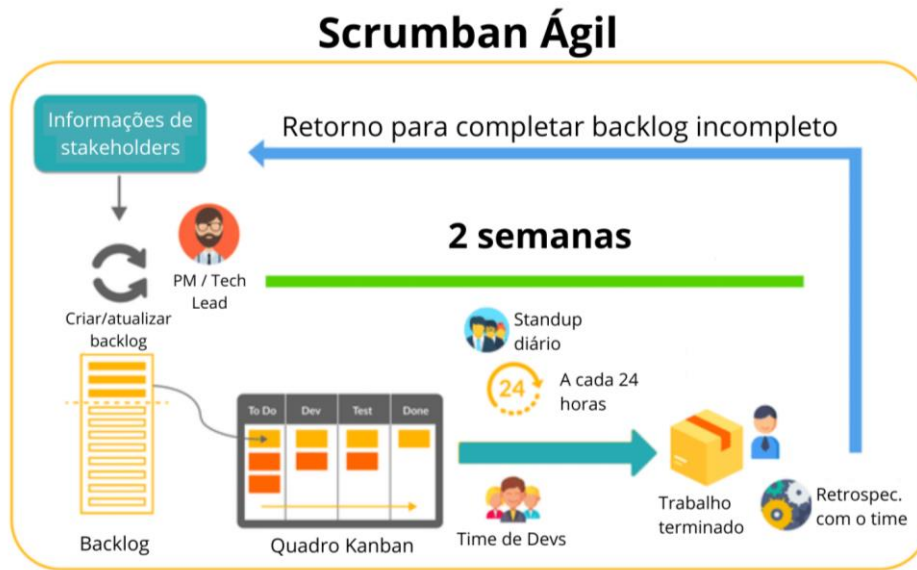 Scrumban Ágil
Informações de
stakeholders
Retorno para completar backlog incompleto
2 semanas
PM / Tech
Lead
Criar/atualizar
backlog
Standup
diário
24
A cada 24
horas
To Do
Dev
Test
Done
Backlog
Quadro Kanban
Time de Devs
Trabalho
terminado
Retrospec.
com o time